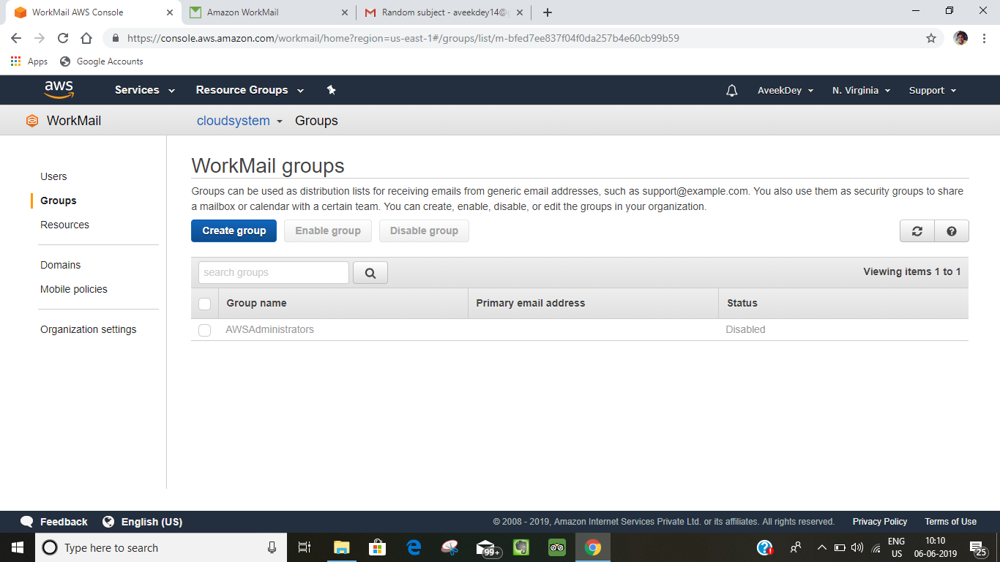 WorkMail AWS Console
Amazon WorkMail
Random subject - aveekdey14@
https://console.aws.amazon.com/workmail/home?region=us-east-1#/groups/list/m-bfed7ee837f04f0da257b4e60cb99b59
Apps Google Accounts
aws Services Resource Groups AveekDey N. Virginia Support
WorkMail cloudsystem Groups
Users
Groups
Resources
Domains
Mobile policies
Organization settings
WorkMail groups
Groups can be used as distribution lists for receiving emails from generic email addresses, such as support@example.com. You also use them as security groups to share
a mailbox or calendar with a certain team. You can create, enable, disable, or edit the groups in your organization.
Create group Enable group Disable group
search groups Viewing items 1 to 1
Group name Primary email address Status
AWSAdministrators Disabled
Feedback English (US) © 2008 - 2019, Amazon Internet Services Private Ltd. or its affiliates. All rights reserved. Privacy Policy Terms of Use
Type here to search 99+ ENG 10:10
US 06-06-2019 25